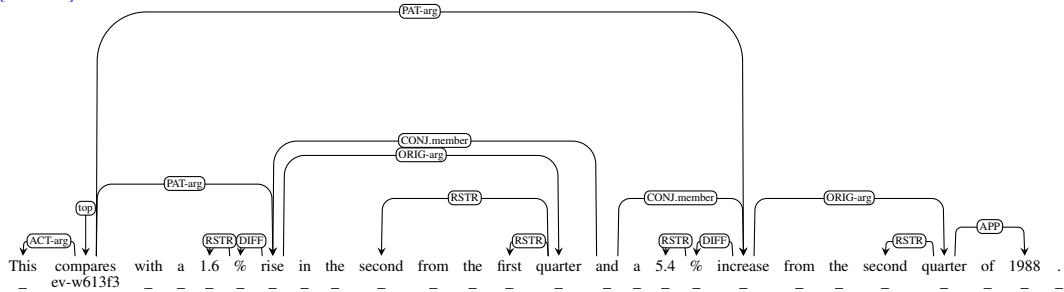 PAT-arg
CONJ.member
ORIG-arg
PAT-arg
RSTR
CONJ.member
ORIG-arg
top
APP
ACT-arg
RSTR
DIFF
RSTR
RSTR
DIFF
RSTR
This compares with a 1.6 % rise in the second from the first quarter and a 5.4 % increase from the second quarter of 1988 .
_ ev-w613f3 _ _ _ _ _ _ _ _ _ _ _ _ _ _ _ _ _ _ _ _ _ _ _ _